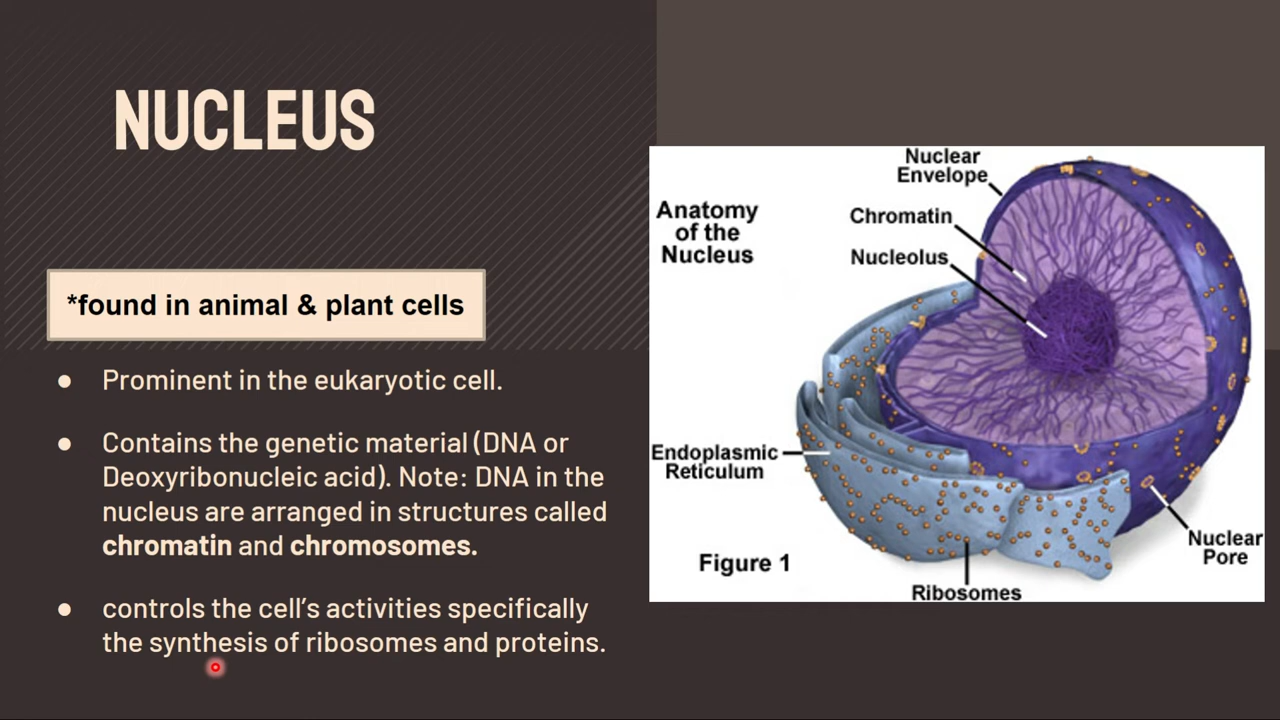 NUCLEUS
*found in animal & plant cells
● Prominent in the eukaryotic cell.
● Contains the genetic material (DNA or
Deoxyribonucleic acid). Note: DNA in the
nucleus are arranged in structures called
chromatin and chromosomes.
● controls the cell's activities specifically
the synthesis of ribosomes and proteins.
Anatomy
of the
Nucleus
Nuclear
Envelope
Chromatin
Nucleolus
Endoplasmic
Reticulum
Figure 1
Ribosomes
Nuclear
Pore